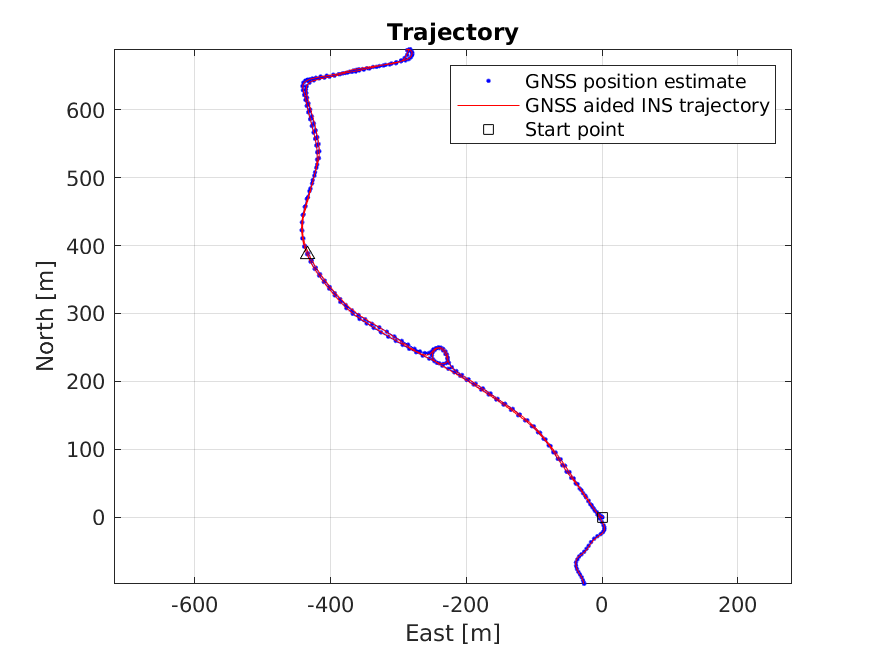 Trajectory
GNSS position estimate
GNSS aided INS trajectory
Start point
600
500
400
300
200
100
0
North [m]
-600
-400
-200
0
200
East [m]